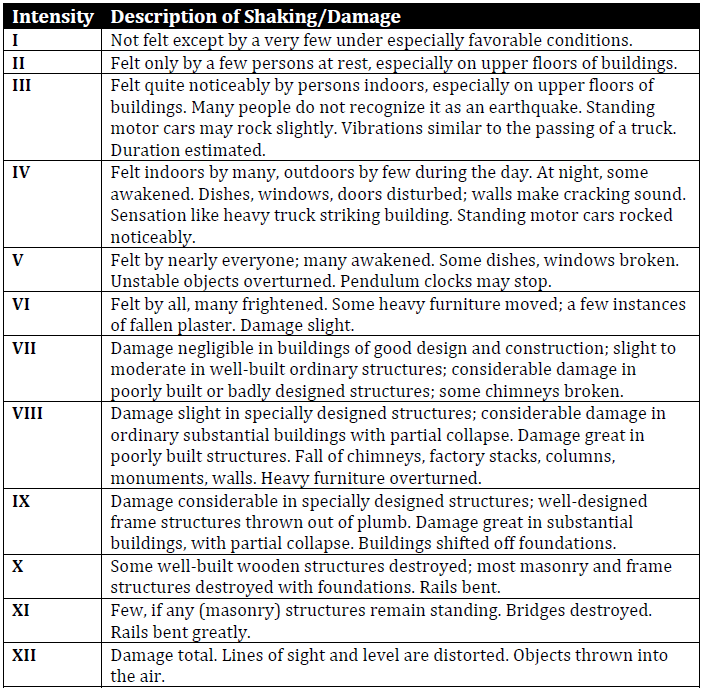 Intensity Description of Shaking/Damage
I Not felt except by a very few under especially favorable conditions.
II Felt only by a few persons at rest, especially on upper floors of buildings.
III Felt quite noticeably by persons indoors, especially on upper floors of
buildings. Many people do not recognize it as an earthquake. Standing
motor cars may rock slightly. Vibrations similar to the passing of a truck.
Duration estimated.
IV Felt indoors by many, outdoors by few during the day. At night, some
awakened. Dishes, windows, doors disturbed; walls make cracking sound.
Sensation like heavy truck striking building. Standing motor cars rocked
noticeably.
V Felt by nearly everyone; many awakened. Some dishes, windows broken.
Unstable objects overturned. Pendulum clocks may stop.
VI Felt by all, many frightened. Some heavy furniture moved; a few instances
of fallen plaster. Damage slight.
VII Damage negligible in buildings of good design and construction; slight to
moderate in well-built ordinary structures; considerable damage in
poorly built or badly designed structures; some chimneys broken.
VIII Damage slight in specially designed structures; considerable damage in
ordinary substantial buildings with partial collapse. Damage great in
poorly built structures. Fall of chimneys, factory stacks, columns,
monuments, walls. Heavy furniture overturned.
IX Damage considerable in specially designed structures; well-designed
frame structures thrown out of plumb. Damage great in substantial
buildings, with partial collapse. Buildings shifted off foundations.
X Some well-built wooden structures destroyed; most masonry and frame
structures destroyed with foundations. Rails bent.
XI Few, if any (masonry) structures remain standing. Bridges destroyed.
Rails bent greatly.
XII Damage total. Lines of sight and level are distorted. Objects thrown into
the air.